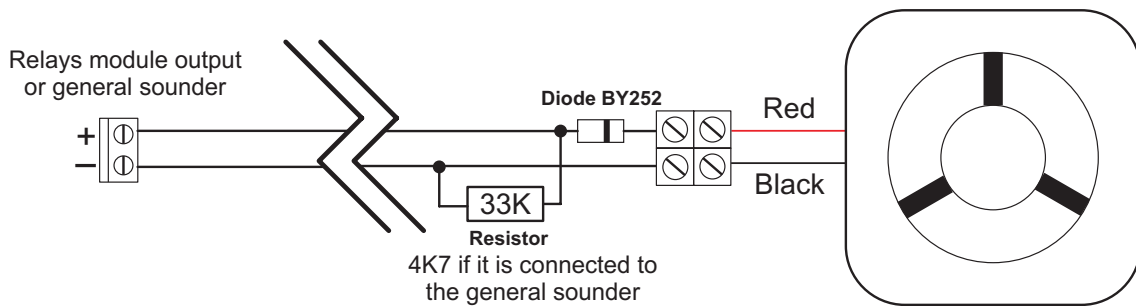 Relays module output
or general sounder
+
−
Diode BY252
Red
Black
33K
Resistor
4K7 if it is connected to
the general sounder